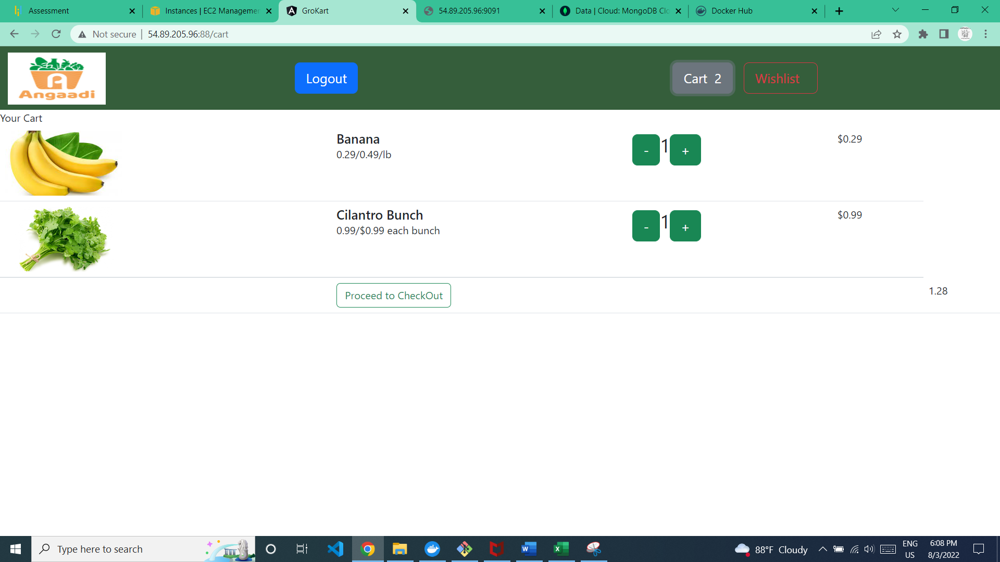 Assessment
Instances | EC2 Managemen
GroKart
54.89.205.96:9091
Data | Cloud: MongoDB Clo
Docker Hub
Not secure | 54.89.205.96:88/cart
Angaadi
Logout
Cart 2
Wishlist
Your Cart
Banana
0.29/0.49/lb
- 1 +
$0.29
Cilantro Bunch
0.99/$0.99 each bunch
- 1 +
$0.99
Proceed to CheckOut
1.28
Type here to search
88°F Cloudy
ENG
US
6:08 PM
8/3/2022